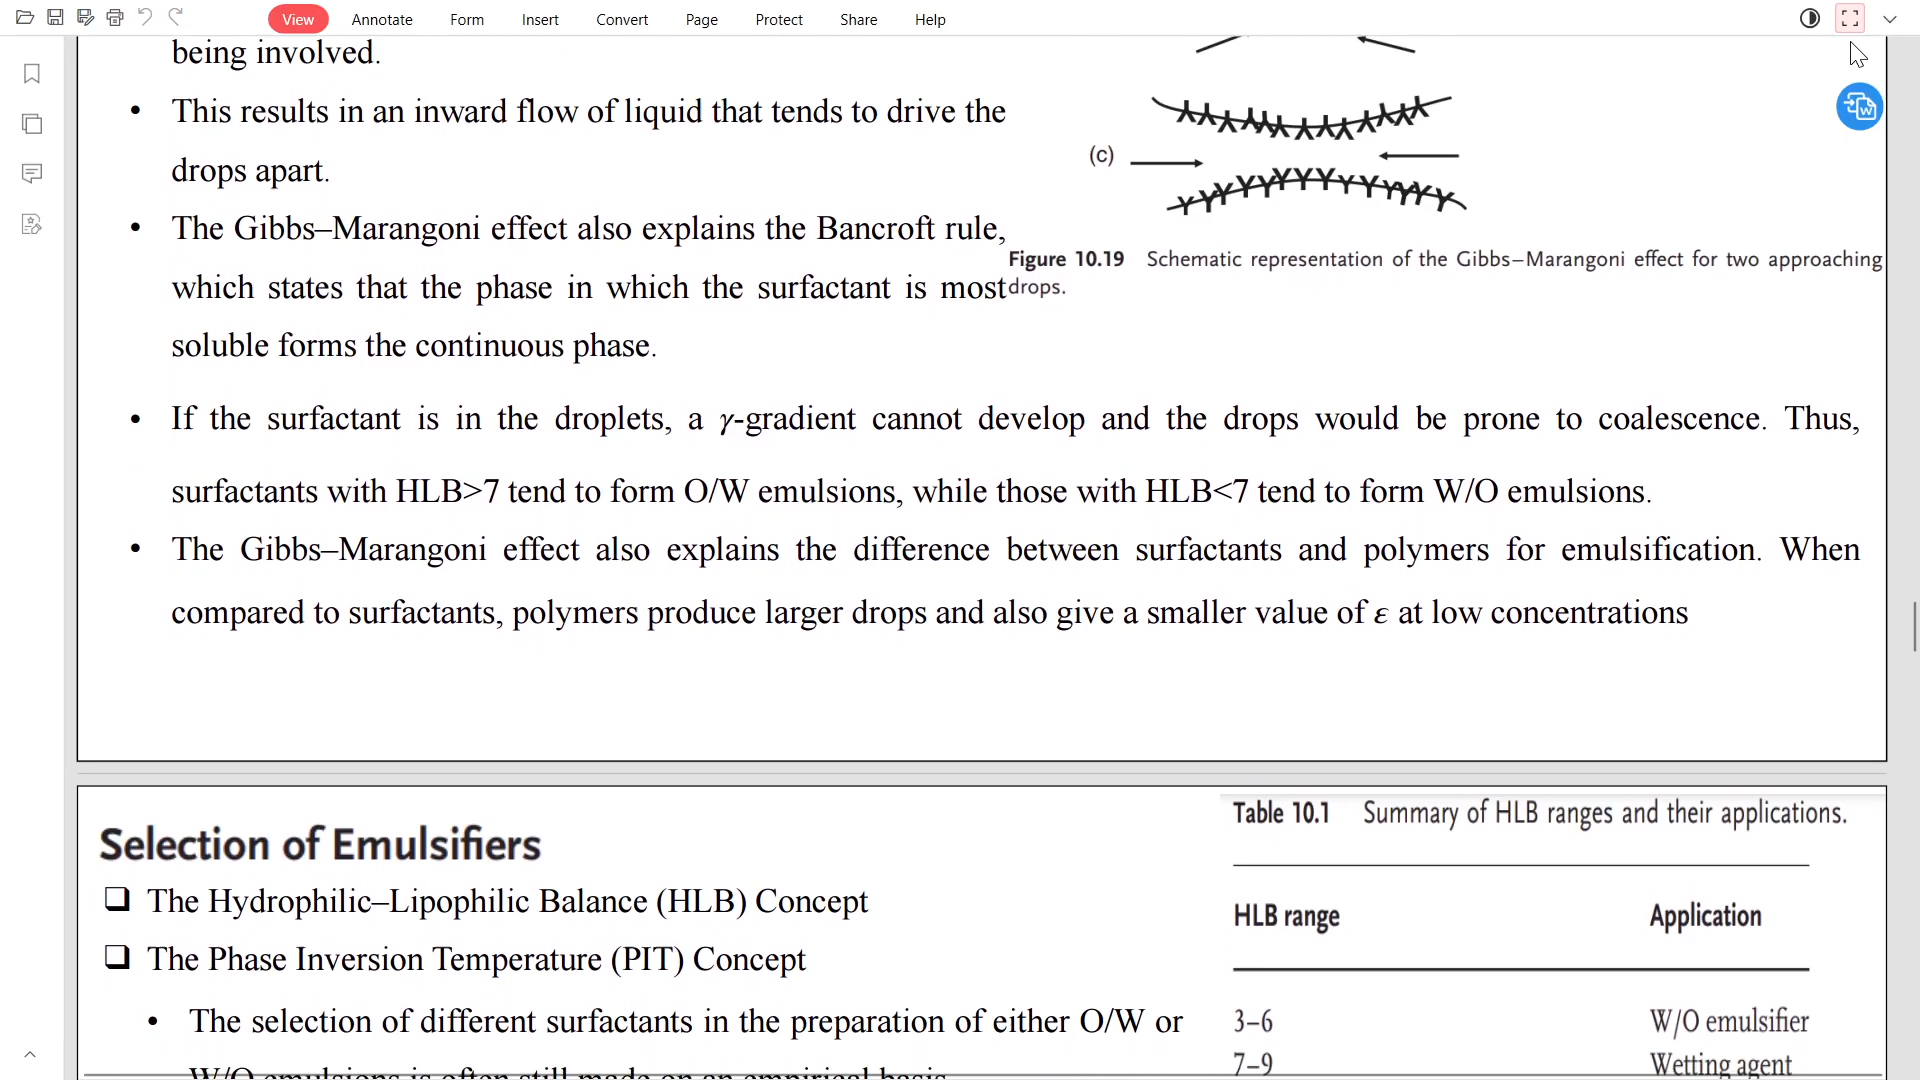 View Annotate Form Insert Convert Page Protect Share Help
being involved.
• This results in an inward flow of liquid that tends to drive the
drops apart.
• The Gibbs–Marangoni effect also explains the Bancroft rule,
which states that the phase in which the surfactant is most
soluble forms the continuous phase.
(c)
Figure 10.19 Schematic representation of the Gibbs–Marangoni effect for two approaching
drops.
• If the surfactant is in the droplets, a γ-gradient cannot develop and the drops would be prone to coalescence. Thus,
surfactants with HLB>7 tend to form O/W emulsions, while those with HLB<7 tend to form W/O emulsions.
• The Gibbs–Marangoni effect also explains the difference between surfactants and polymers for emulsification. When
compared to surfactants, polymers produce larger drops and also give a smaller value of ε at low concentrations
Selection of Emulsifiers
❑ The Hydrophilic–Lipophilic Balance (HLB) Concept
❑ The Phase Inversion Temperature (PIT) Concept
• The selection of different surfactants in the preparation of either O/W or
W/O emulsions is often still made on an empirical basis
Table 10.1 Summary of HLB ranges and their applications.
HLB range Application
3–6 W/O emulsifier
7–9 Wetting agent